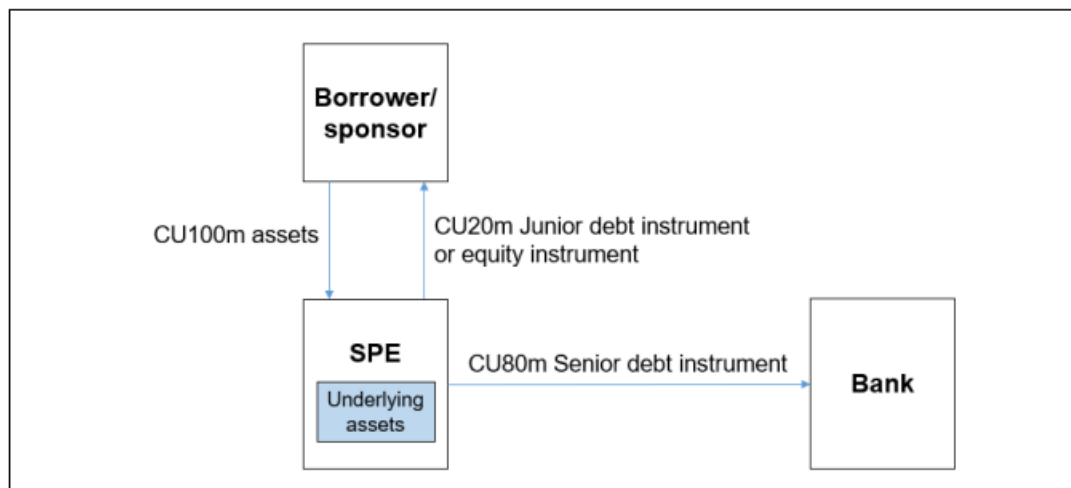 Borrower/
sponsor
CU100m assets
CU20m Junior debt instrument
or equity instrument
SPE
Underlying
assets
CU80m Senior debt instrument
Bank